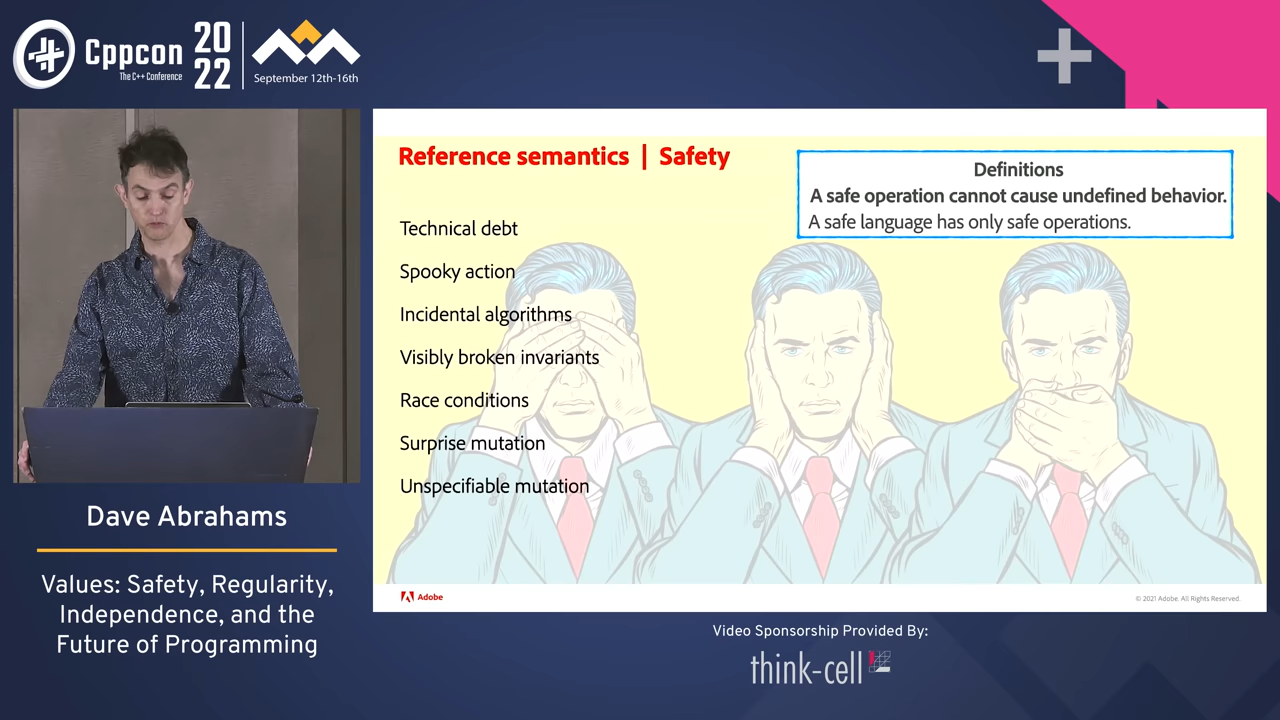 Cppcon
The C++ Conference
20
22
September 12th-16th
Reference semantics | Safety
Definitions
A safe operation cannot cause undefined behavior.
A safe language has only safe operations.
Technical debt
Spooky action
Incidental algorithms
Visibly broken invariants
Race conditions
Surprise mutation
Unspecifiable mutation
Adobe
© 2021 Adobe. All Rights Reserved.
Dave Abrahams
Values: Safety, Regularity,
Independence, and the
Future of Programming
Video Sponsorship Provided By:
think-cell